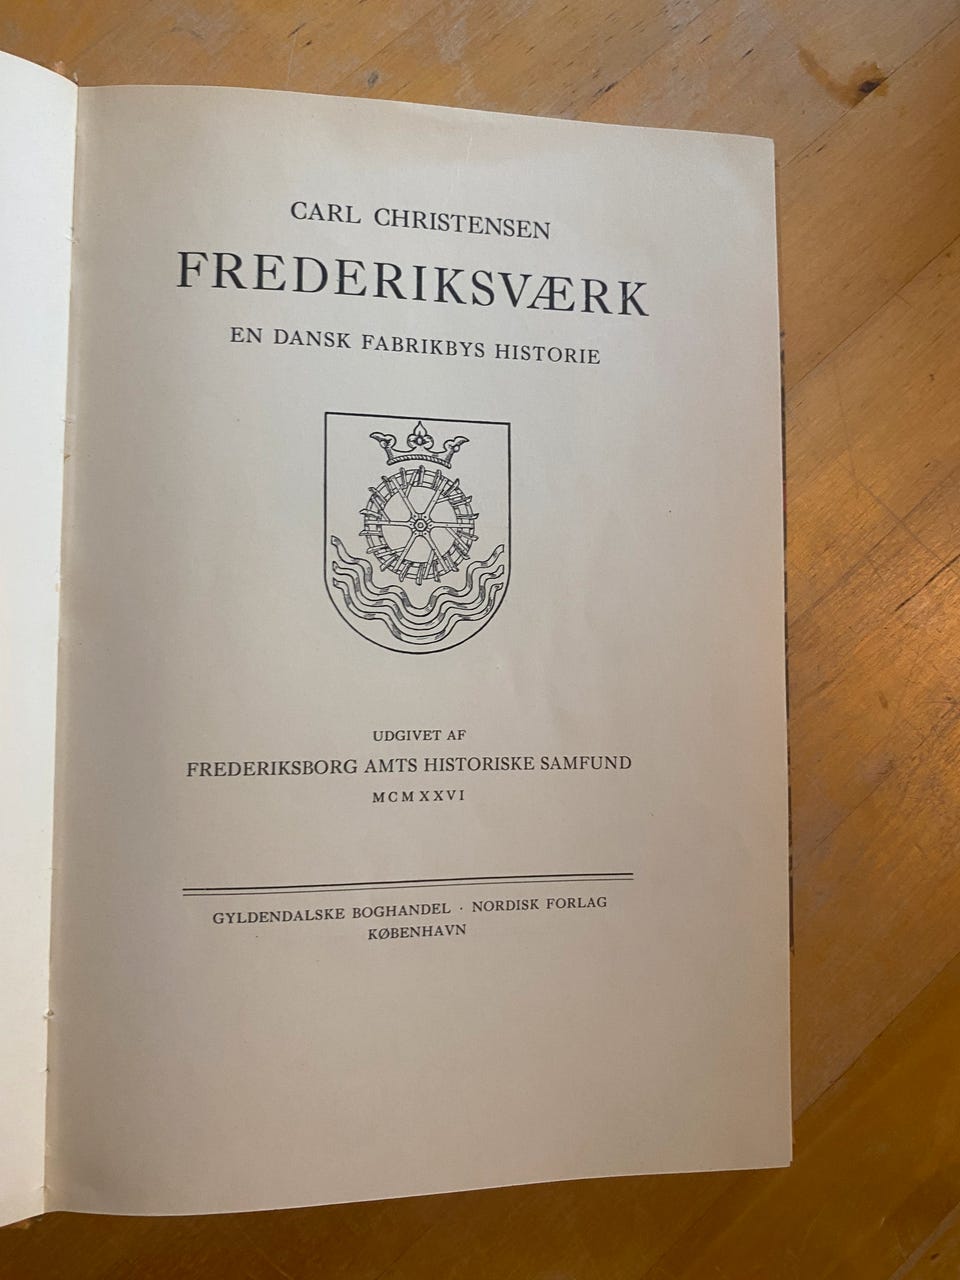 CARL CHRISTENSEN
FREDERIKSVÆRK
EN DANSK FABRIKBYS HISTORIE
UDGIVET AF
FREDERIKSBORG AMTS HISTORISKE SAMFUND
MCMXXVI
GYLDENDALSKE BOGHANDEL · NORDISK FORLAG
KØBENHAVN